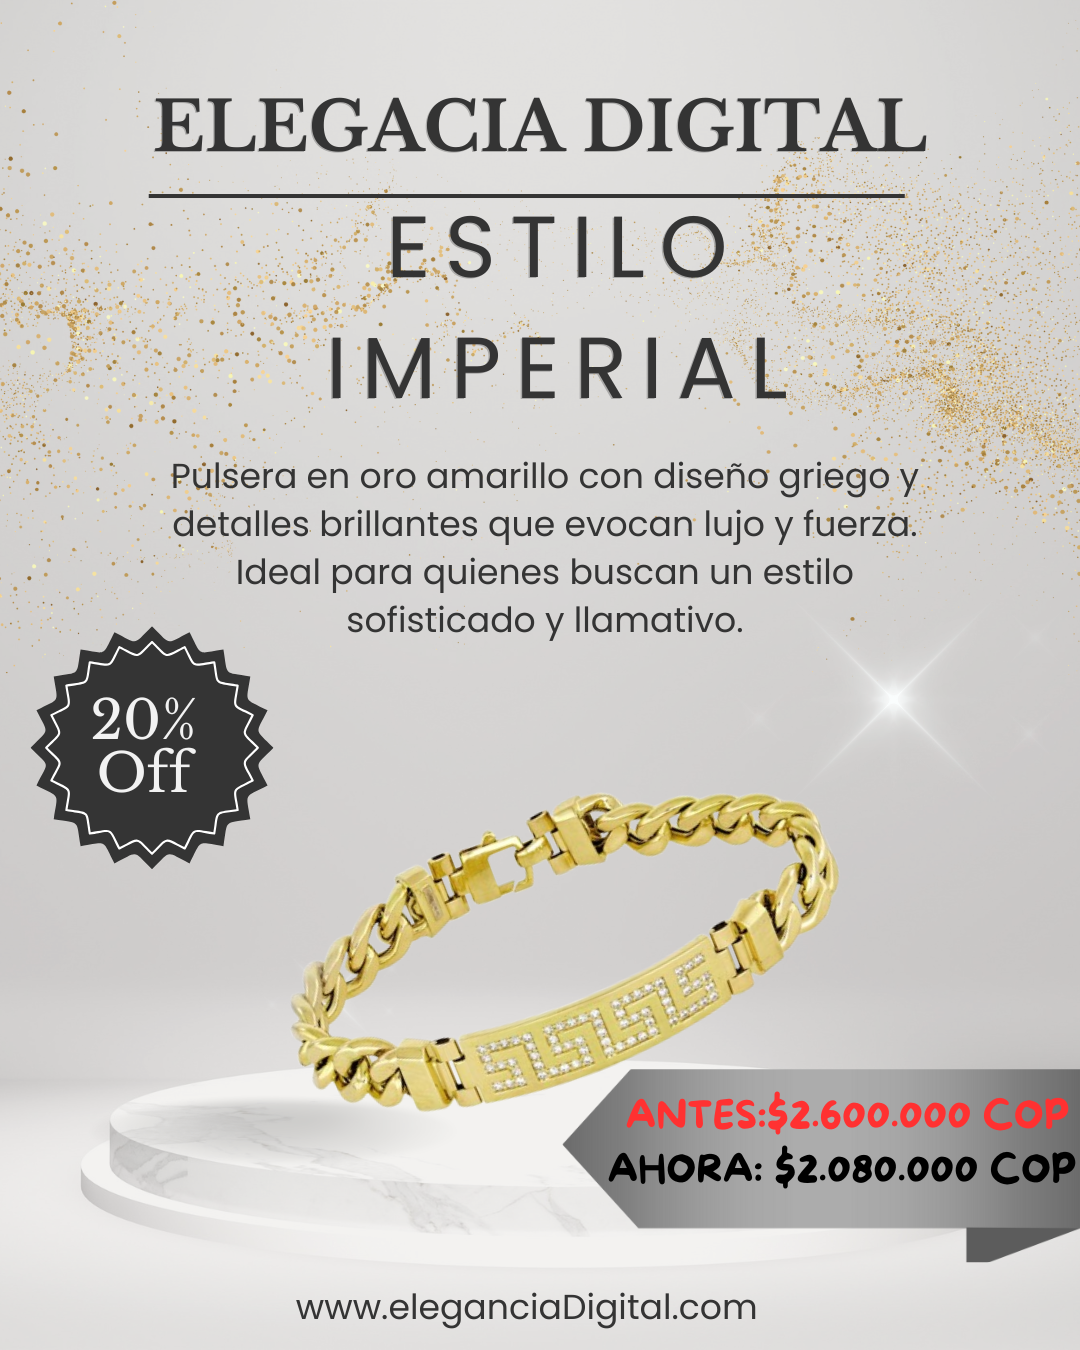 ELEGACIA DIGITAL
ESTILO
IMPERIAL
Pulsera en oro amarillo con diseño griego y
detalles brillantes que evocan lujo y fuerza.
Ideal para quienes buscan un estilo
sofisticado y llamativo.
20%
Off
ANTES:$2.600.000 COP
AHORA: $2.080.000 COP
www.eleganciaDigital.com